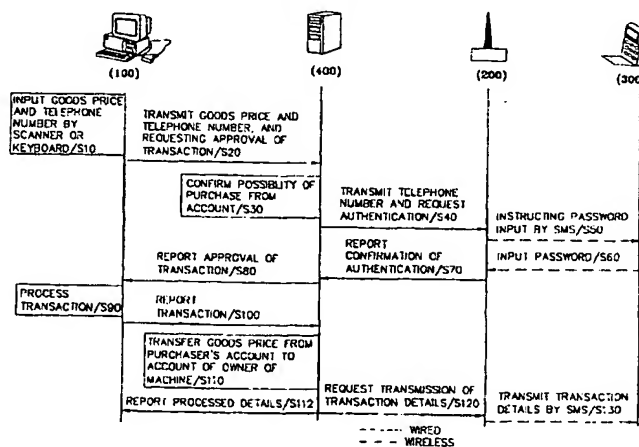 (100)
(400)
(200)
(300
INPUT GOODS PRICE
AND TELEPHONE
NUMBER BY
SCANNER OR
KEYBOARD/S10
TRANSMIT GOODS PRICE AND
TELEPHONE NUMBER, AND
REQUESTING APPROVAL OF
TRANSACTION/S20
CONFIRM POSSIBLITY OF
PURCHASE FROM
ACCOUNT/S30
TRANSMIT TELEPHONE
NUMBER AND REQUEST
AUTHENTICATION/S40
INSTRUCTING PASSWORD
INPUT BY SMS/S50
REPORT
CONFIRMATION OF
AUTHENTICATION/S70
INPUT PASSWORD/S60
REPORT APPROVAL OF
TRANSACTION/S80
PROCESS
TRANSACTION/S90
REPORT
TRANSACTION/S100
TRANSFER GOODS PRICE FROM
PURCHASER'S ACCOUNT TO
ACCOUNT OF OWNER OF
MACHINE/S110
REPORT PROCESSED DETAILS/S112
REQUEST TRANSMISSION OF
TRANSACTION DETAILS/S120
TRANSMIT TRANSACTION
DETAILS BY SMS/S130
WIRED
WIRELESS